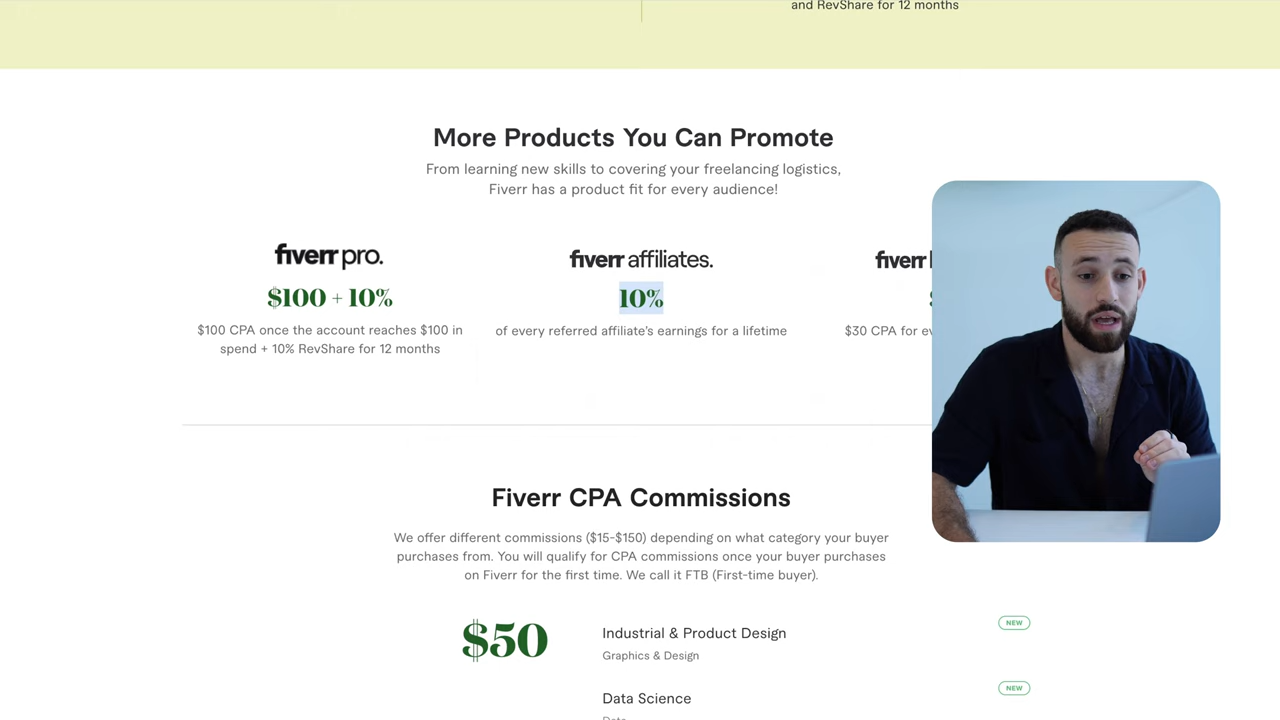 and RevShare for 12 months
More Products You Can Promote
From learning new skills to covering your freelancing logistics,
Fiverr has a product fit for every audience!
fiverr pro.
$100 + 10%
$100 CPA once the account reaches $100 in
spend + 10% RevShare for 12 months
fiverr affiliates.
10%
of every referred affiliate's earnings for a lifetime
fiverr
$30 CPA for
Fiverr CPA Commissions
We offer different commissions ($15-$150) depending on what category your buyer
purchases from. You will qualify for CPA commissions once your buyer purchases
on Fiverr for the first time. We call it FTB (First-time buyer).
$50
Industrial & Product Design
NEW
Graphics & Design
Data Science
NEW